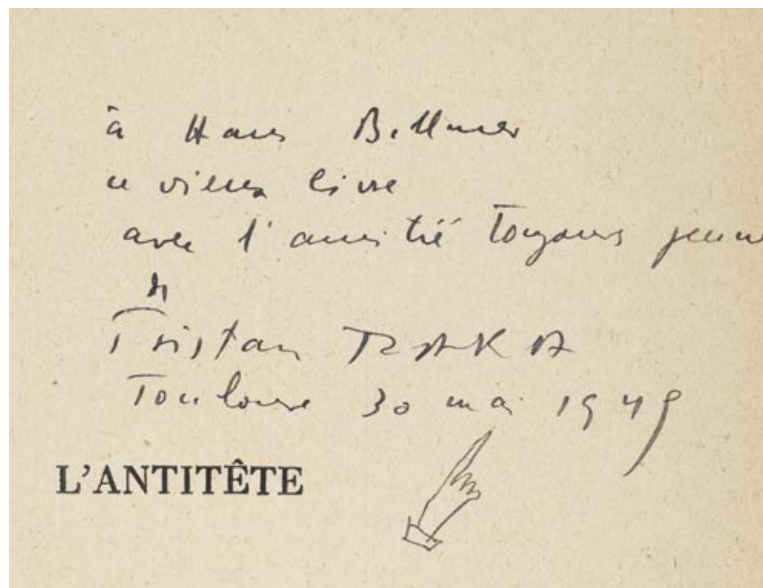 à Hans Bellmer
ce vieux livre
avec l'amitié toujours jeune
de
Tristan TZARA
Toulouse 30 mai 1949
L'ANTITÊTE